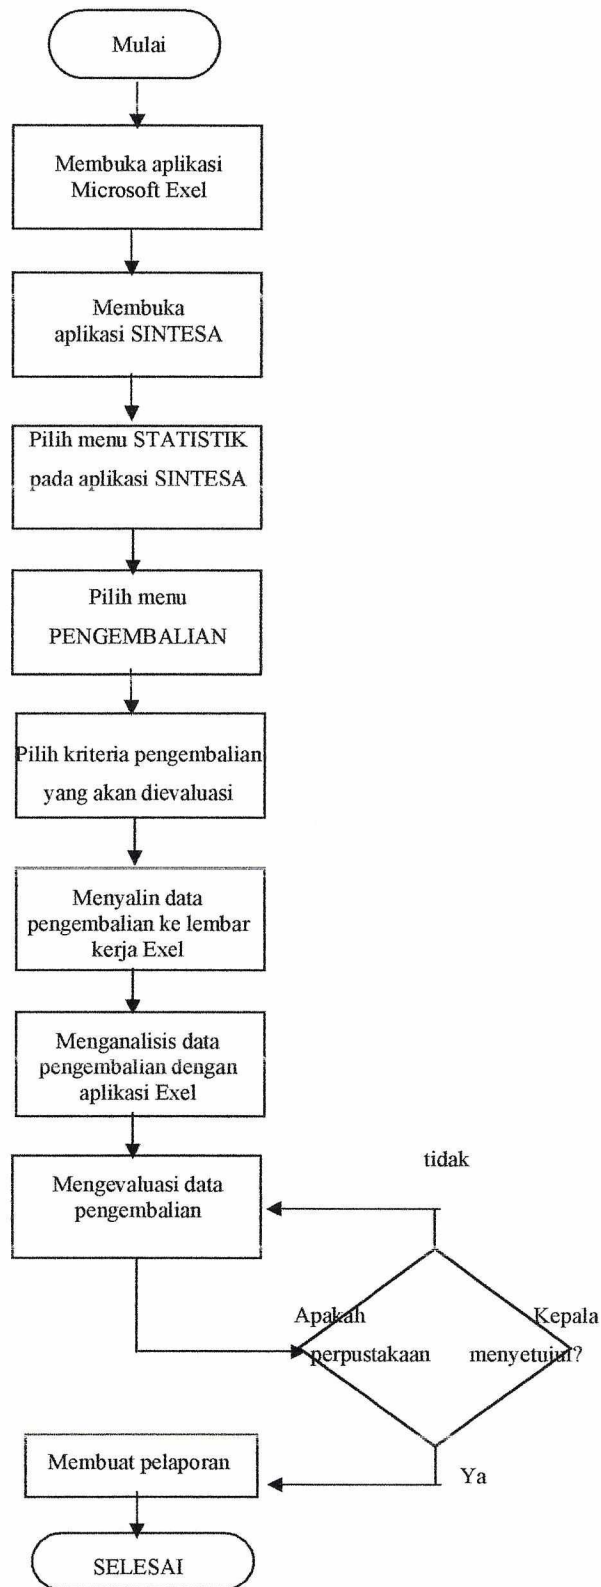 Mulai
Membuka aplikasi
Microsoft Exel
Membuka
aplikasi SINTESA
Pilih menu STATISTIK
pada aplikasi SINTESA
Pilih menu
PENGEMBALIAN
Pilih kriteria pengembalian
yang akan dievaluasi
Menyalin data
pengembalian ke lembar
kerja Exel
Menganalisis data
pengembalian dengan
aplikasi Exel
Mengevaluasi data
pengembalian
tidak
Apakah Kepala
perpustakaan menyetujui?
Ya
Membuat pelaporan
SELESAI